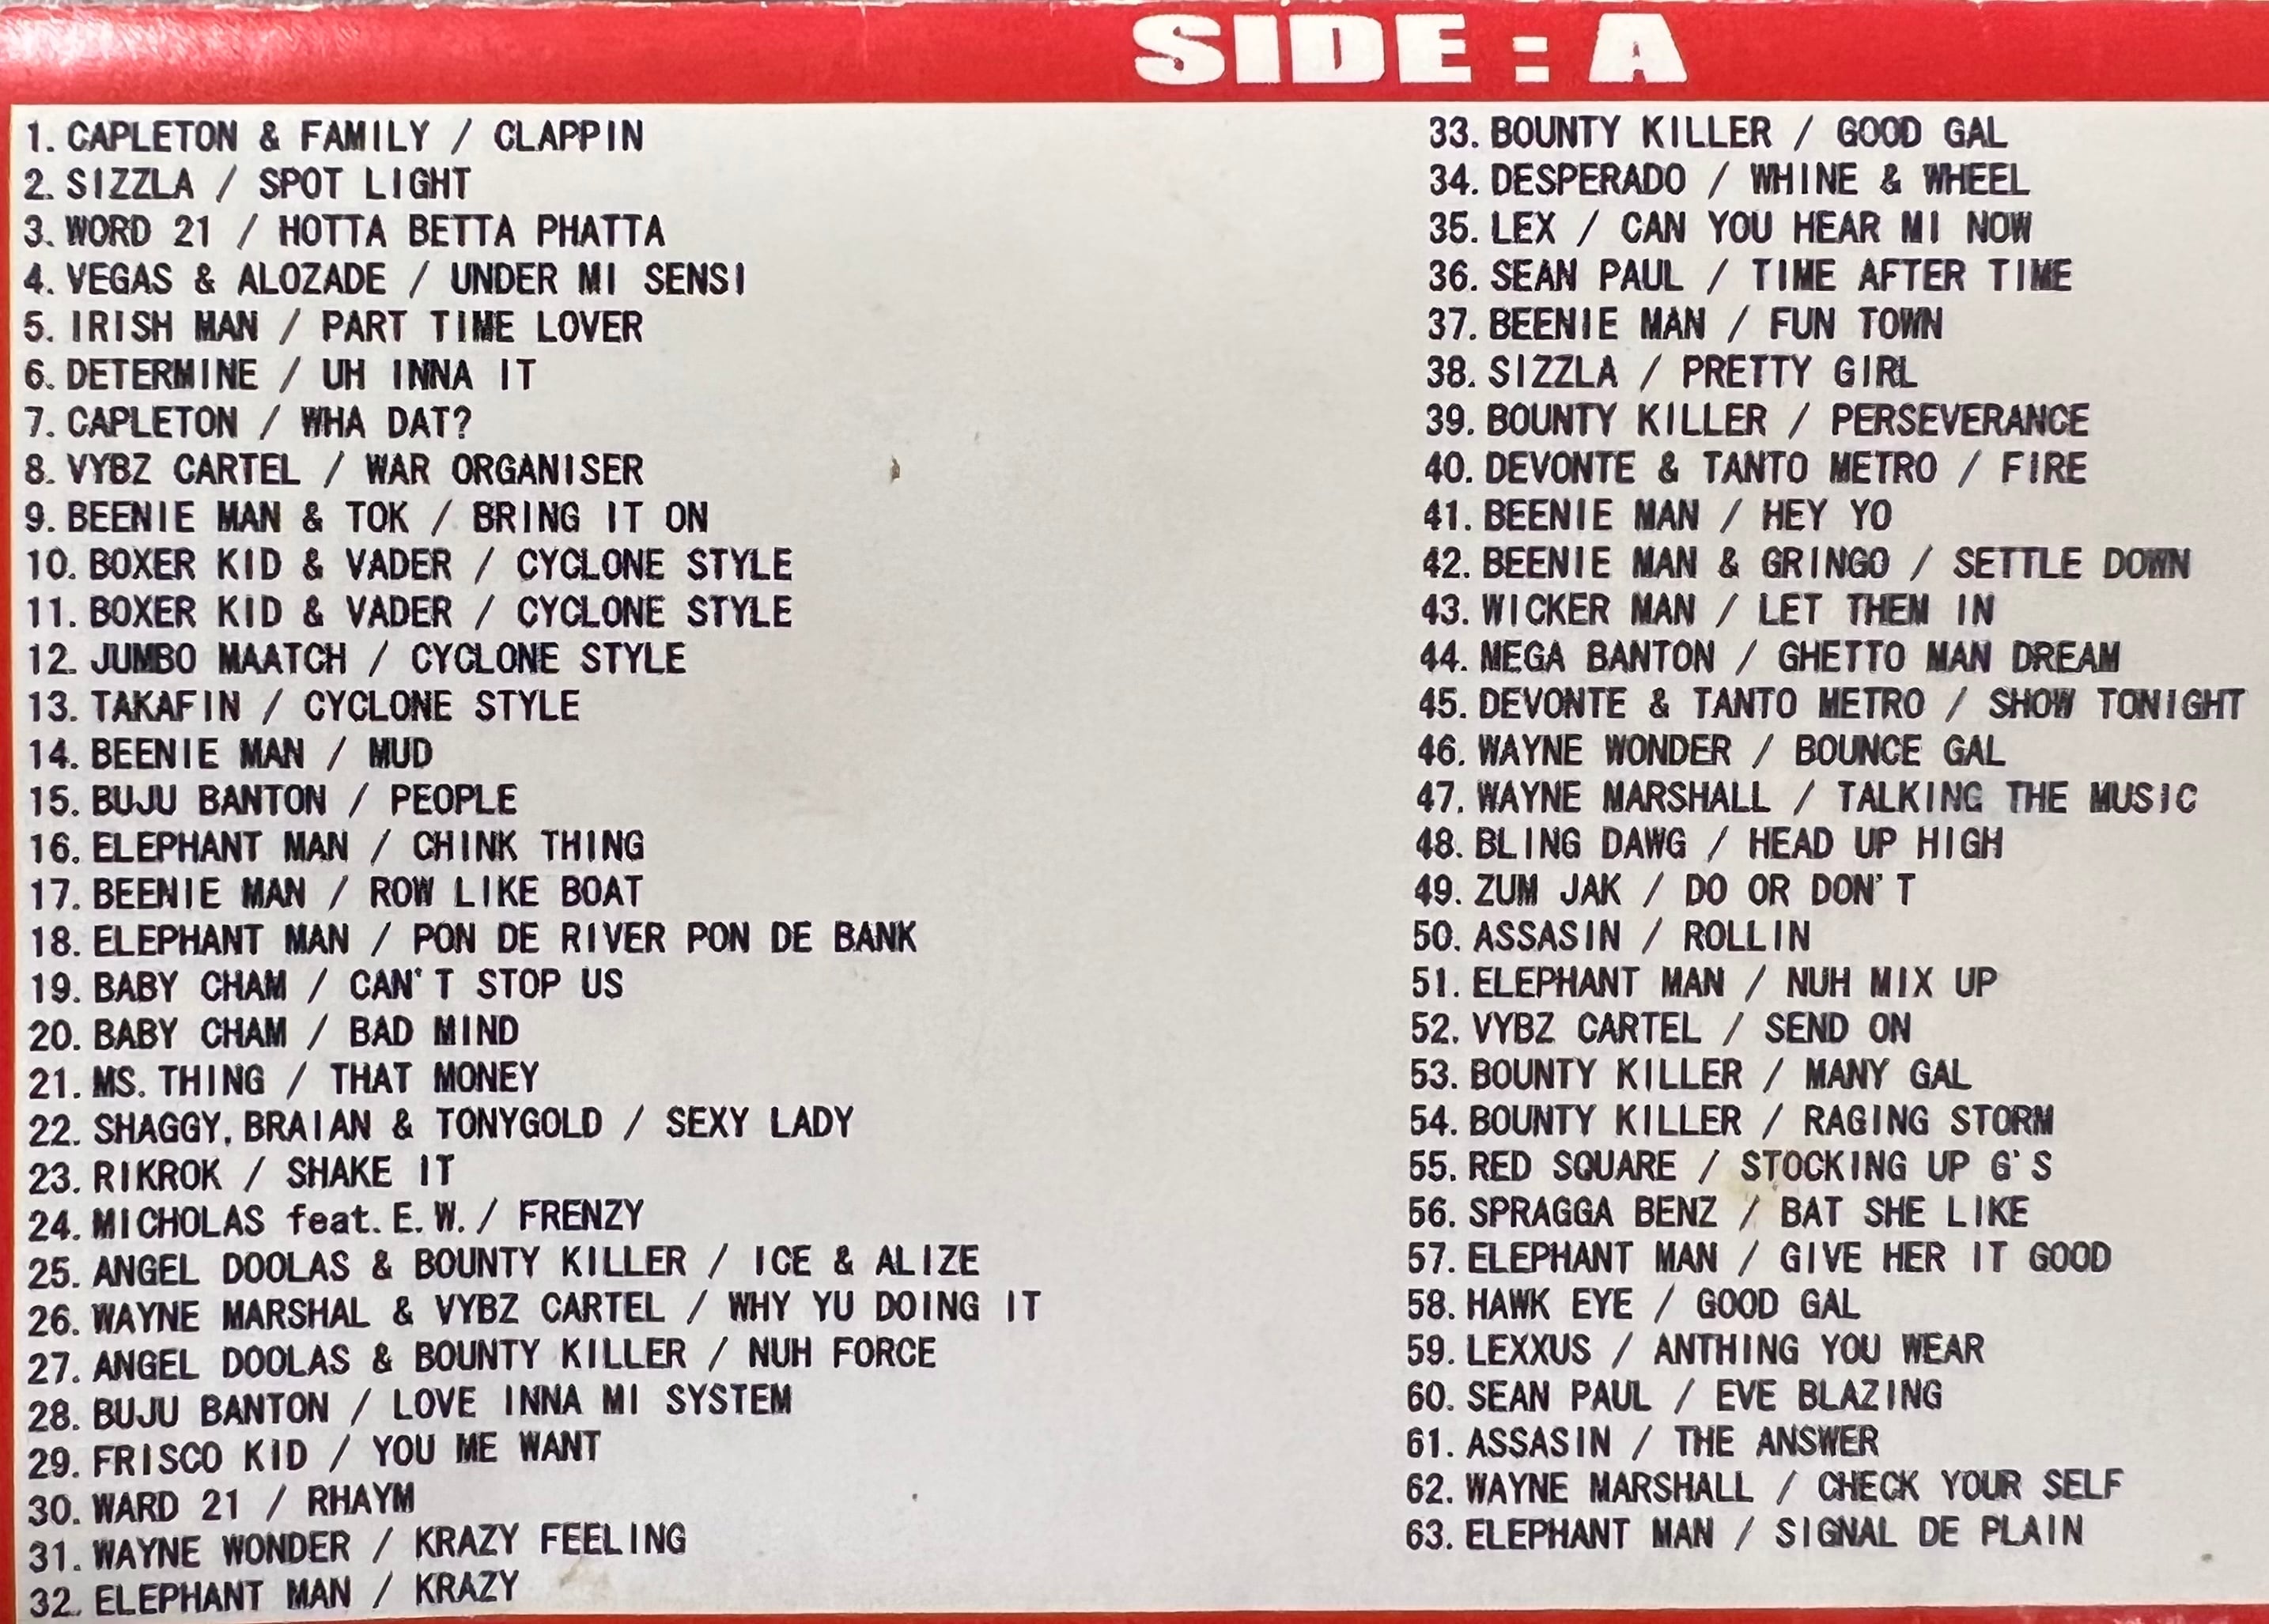 SIDE : A
1. CAPLETON & FAMILY / CLAPPIN
2. SIZZLA / SPOT LIGHT
3. WORD 21 / HOTTA BETTA PHATTA
4. VEGAS & ALOZADE / UNDER MI SENSI
5. IRISH MAN / PART TIME LOVER
6. DETERMINE / UH INNA IT
7. CAPLETON / WHA DAT?
8. VYBZ CARTEL / WAR ORGANISER
9. BEENIE MAN & TOK / BRING IT ON
10. BOXER KID & VADER / CYCLONE STYLE
11. BOXER KID & VADER / CYCLONE STYLE
12. JUMBO MAATCH / CYCLONE STYLE
13. TAKAFIN / CYCLONE STYLE
14. BEENIE MAN / MUD
15. BUJU BANTON / PEOPLE
16. ELEPHANT MAN / CHINK THING
17. BEENIE MAN / ROW LIKE BOAT
18. ELEPHANT MAN / PON DE RIVER PON DE BANK
19. BABY CHAM / CAN'T STOP US
20. BABY CHAM / BAD MIND
21. MS. THING / THAT MONEY
22. SHAGGY, BRAIAN & TONYGOLD / SEXY LADY
23. RIKROK / SHAKE IT
24. MICHOLAS feat. E. W. / FRENZY
25. ANGEL DOOLAS & BOUNTY KILLER / ICE & ALIZE
26. WAYNE MARSHAL & VYBZ CARTEL / WHY YU DOING IT
27. ANGEL DOOLAS & BOUNTY KILLER / NUH FORCE
28. BUJU BANTON / LOVE INNA MI SYSTEM
29. FRISCO KID / YOU ME WANT
30. WARD 21 / RHAYM
31. WAYNE WONDER / KRAZY FEELING
32. ELEPHANT MAN / KRAZY
33. BOUNTY KILLER / GOOD GAL
34. DESPERADO / WHINE & WHEEL
35. LEX / CAN YOU HEAR MI NOW
36. SEAN PAUL / TIME AFTER TIME
37. BEENIE MAN / FUN TOWN
38. SIZZLA / PRETTY GIRL
39. BOUNTY KILLER / PERSEVERANCE
40. DEVONTE & TANTO METRO / FIRE
41. BEENIE MAN / HEY YO
42. BEENIE MAN & GRINGO / SETTLE DOWN
43. WICKER MAN / LET THEM IN
44. MEGA BANTON / GHETTO MAN DREAM
45. DEVONTE & TANTO METRO / SHOW TONIGHT
46. WAYNE WONDER / BOUNCE GAL
47. WAYNE MARSHALL / TALKING THE MUSIC
48. BLING DAWG / HEAD UP HIGH
49. ZUM JAK / DO OR DON'T
50. ASSASIN / ROLLIN
51. ELEPHANT MAN / NUH MIX UP
52. VYBZ CARTEL / SEND ON
53. BOUNTY KILLER / MANY GAL
54. BOUNTY KILLER / RAGING STORM
55. RED SQUARE / STOCKING UP G'S
56. SPRAGGA BENZ / BAT SHE LIKE
57. ELEPHANT MAN / GIVE HER IT GOOD
58. HAWK EYE / GOOD GAL
59. LEXXUS / ANTHING YOU WEAR
60. SEAN PAUL / EVE BLAZING
61. ASSASIN / THE ANSWER
62. WAYNE MARSHALL / CHECK YOUR SELF
63. ELEPHANT MAN / SIGNAL DE PLAIN